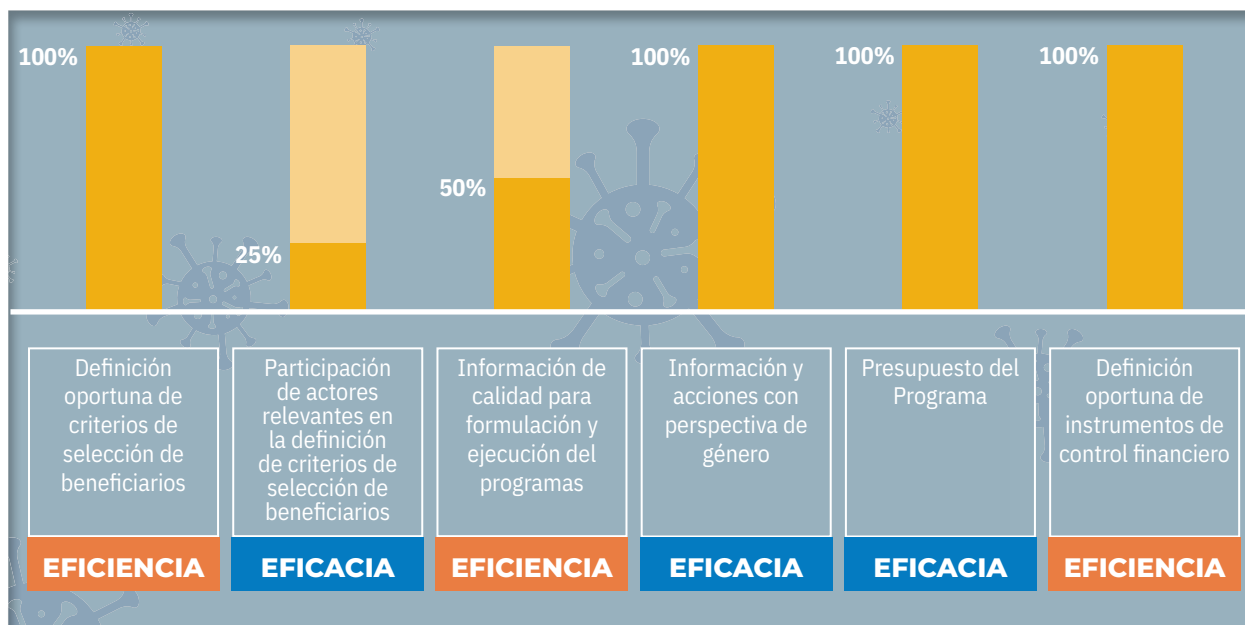 100%
25%
50%
100%
100%
100%
Definición
oportuna de
criterios de
selección de
beneficiarios
Participación
de actores
relevantes en
la definición
de criterios de
selección de
beneficiarios
Información de
calidad para
formulación y
ejecución del
programas
Información y
acciones con
perspectiva de
género
Presupuesto del
Programa
Definición
oportuna de
instrumentos de
control financiero
EFICIENCIA
EFICACIA
EFICIENCIA
EFICACIA
EFICACIA
EFICIENCIA